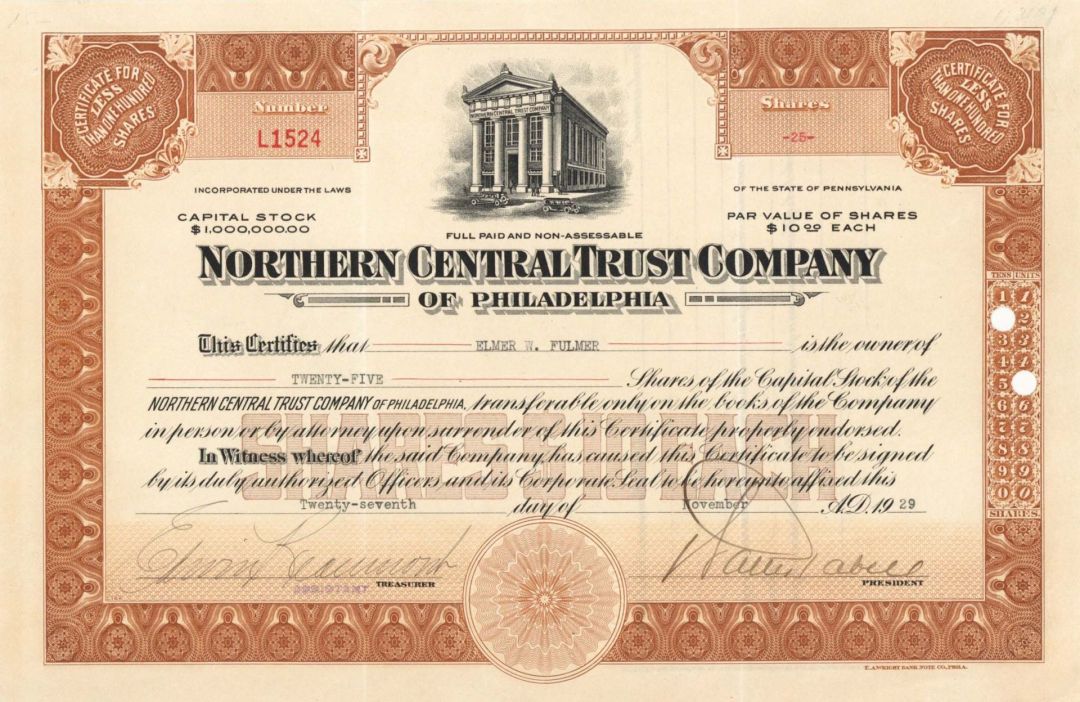 CERTIFICATE FOR LESS THAN ONE HUNDRED SHARES
Number
L1524
NORTHERN CENTRAL TRUST COMPANY
Shares
-25-
CERTIFICATE FOR LESS THAN ONE HUNDRED SHARES
INCORPORATED UNDER THE LAWS
OF THE STATE OF PENNSYLVANIA
CAPITAL STOCK
$1,000,000.00
PAR VALUE OF SHARES
$10.00 EACH
FULL PAID AND NON-ASSESSABLE
NORTHERN CENTRAL TRUST COMPANY
OF PHILADELPHIA
This Certifies that ELMER W. FULMER is the owner of
TWENTY-FIVE Shares of the Capital Stock of the
NORTHERN CENTRAL TRUST COMPANY OF PHILADELPHIA, transferable only on the books of the Company
in person or by attorney upon surrender of this Certificate properly endorsed.
In Witness whereof the said Company has caused this Certificate to be signed
by its duly authorized Officers and its Corporate Seal to be hereunto affixed this
Twenty-seventh day of November A.D. 1929
SHARES $10 EACH
TENS UNITS
1 1
2
3 3
4 4
5
6 6
7 7
8 8
9 9
0 0
SHARES
ASSISTANT TREASURER
PRESIDENT
E.A. WRIGHT BANK NOTE CO., PHILA.